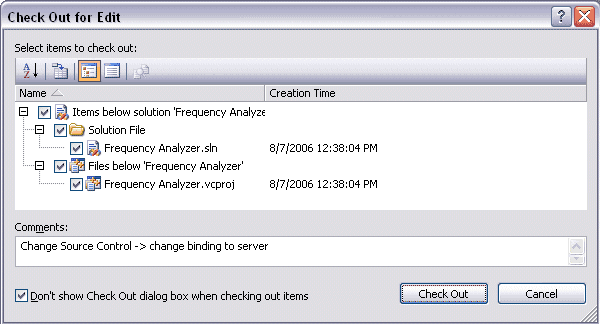 Check Out for Edit
Select items to check out:
Name Creation Time
Items below solution 'Frequency Analyze
Solution File
Frequency Analyzer.sln 8/7/2006 12:38:04 PM
Files below 'Frequency Analyzer'
Frequency Analyzer.vcproj 8/7/2006 12:38:04 PM
Comments:
Change Source Control -> change binding to server
Don't show Check Out dialog box when checking out items
Check Out Cancel